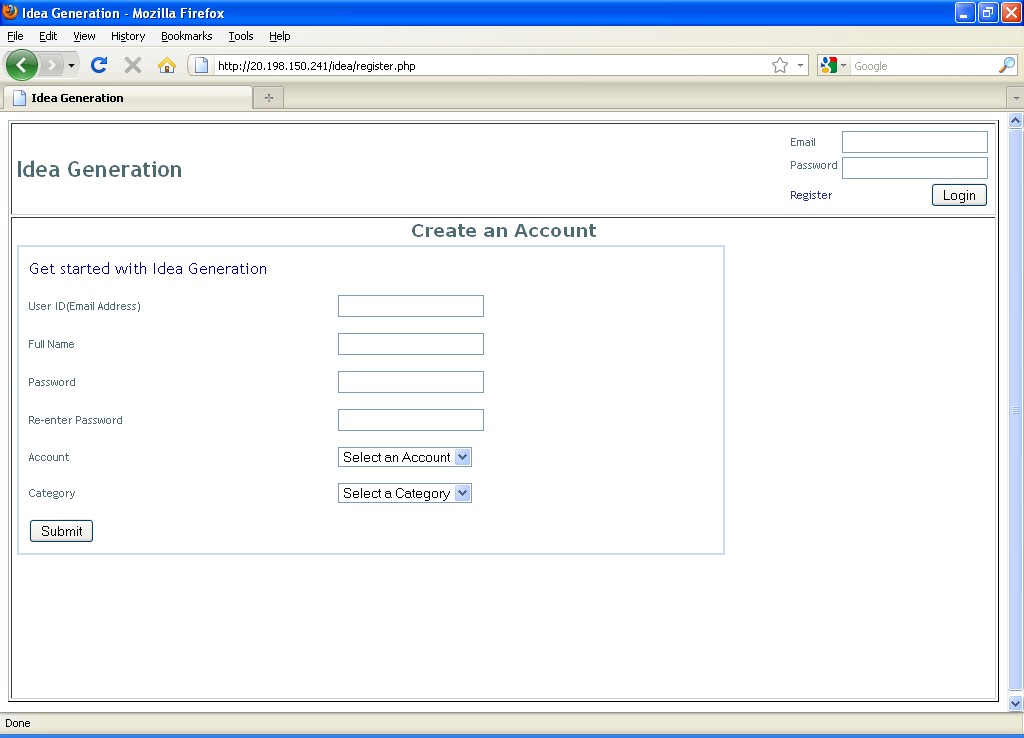 Idea Generation - Mozilla Firefox
File Edit View History Bookmarks Tools Help
http://20.198.150.241/idea/register.php
Google
Idea Generation
Idea Generation
Email
Password
Register
Login
Create an Account
Get started with Idea Generation
User ID(Email Address)
Full Name
Password
Re-enter Password
Account Select an Account
Category Select a Category
Submit
Done